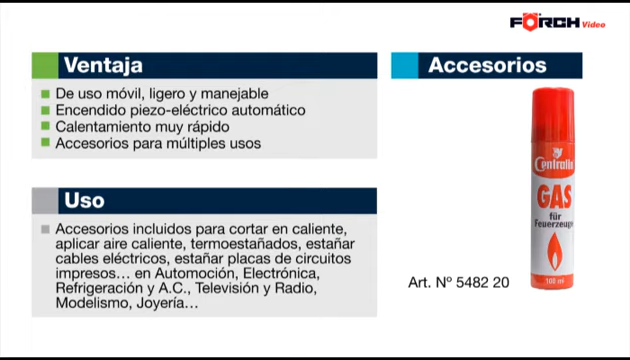 FÖRCH Video
Ventaja
De uso móvil, ligero y manejable
Encendido piezo-eléctrico automático
Calentamiento muy rápido
Accesorios para múltiples usos
Uso
Accesorios incluidos para cortar en caliente,
aplicar aire caliente, termoestañados, estañar
cables eléctricos, estañar placas de circuitos
impresos... en Automoción, Electrónica,
Refrigeración y A.C., Televisión y Radio,
Modelismo, Joyería...
Accesorios
Centralin
GAS
für
Feuerzeuge
100 ml
Art. Nº 5482 20